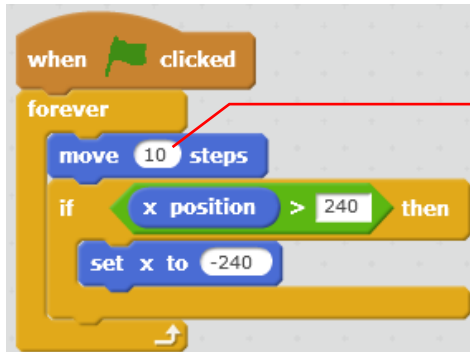 when clicked
forever
move 10 steps
if x position > 240 then
set x to -240